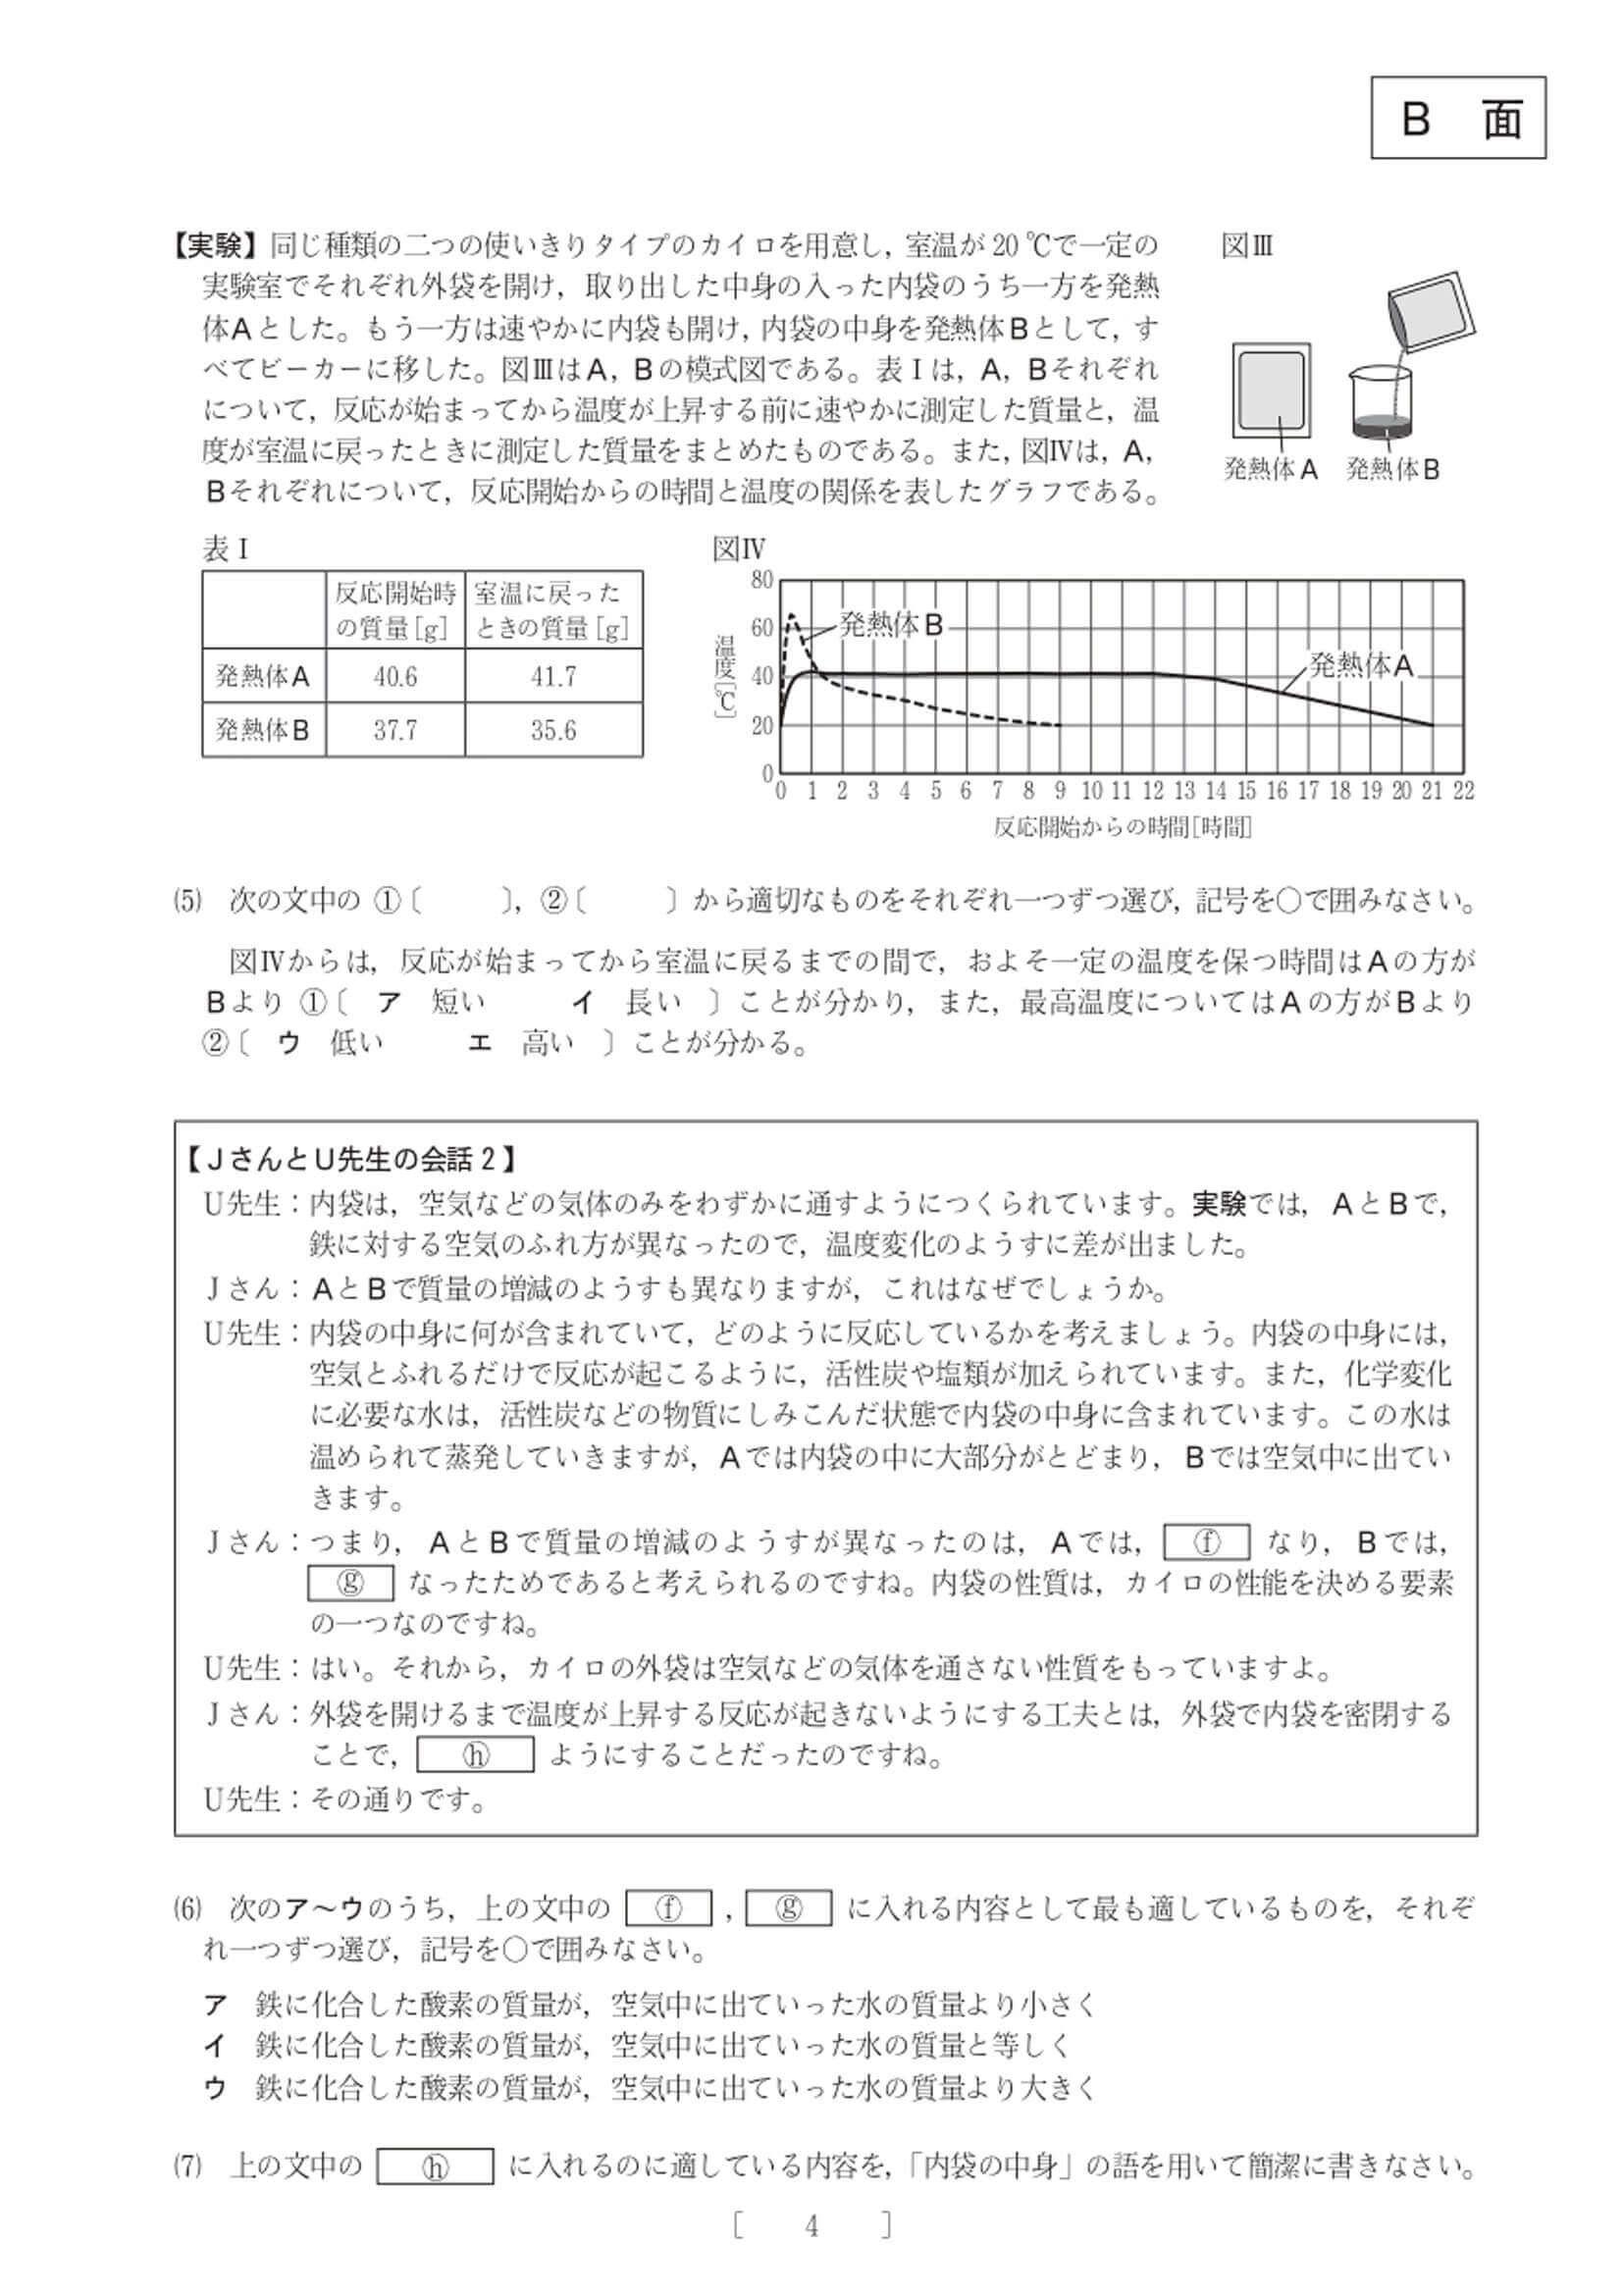 B 面
【実験】同じ種類の二つの使いきりタイプのカイロを用意し，室温が 20 ℃で一定の
実験室でそれぞれ外袋を開け，取り出した中身の入った内袋のうち一方を発熱
体Aとした。もう一方は速やかに内袋も開け，内袋の中身を発熱体Bとして，す
べてビーカーに移した。図ⅢはA，Bの模式図である。表Ⅰは，A，Bそれぞれ
について，反応が始まってから温度が上昇する前に速やかに測定した質量と，温
度が室温に戻ったときに測定した質量をまとめたものである。また，図Ⅳは，A，
Bそれぞれについて，反応開始からの時間と温度の関係を表したグラフである。
図Ⅲ
発熱体A 発熱体B
表Ⅰ
反応開始時 室温に戻った
の質量[g] ときの質量[g]
発熱体A 40.6 41.7
発熱体B 37.7 35.6
図Ⅳ
80
60
40
20
0
温度[℃]
発熱体B
発熱体A
0 1 2 3 4 5 6 7 8 9 10 11 12 13 14 15 16 17 18 19 20 21 22
反応開始からの時間[時間]
⑸ 次の文中の ①〔　　〕，②〔　　〕から適切なものをそれぞれ一つずつ選び，記号を○で囲みなさい。
図Ⅳからは，反応が始まってから室温に戻るまでの間で，およそ一定の温度を保つ時間はAの方が
Bより ①〔 ア 短い　イ 長い 〕ことが分かり，また，最高温度についてはAの方がBより
②〔 ウ 低い　エ 高い 〕ことが分かる。
【JさんとU先生の会話2】
U先生：内袋は，空気などの気体のみをわずかに通すようにつくられています。実験では，AとBで，
鉄に対する空気のふれ方が異なったので，温度変化のようすに差が出ました。
Jさん：AとBで質量の増減のようすも異なりますが，これはなぜでしょうか。
U先生：内袋の中身に何が含まれていて，どのように反応しているかを考えましょう。内袋の中身には，
空気とふれるだけで反応が起こるように，活性炭や塩類が加えられています。また，化学変化
に必要な水は，活性炭などの物質にしみこんだ状態で内袋の中身に含まれています。この水は
温められて蒸発していきますが，Aでは内袋の中に大部分がとどまり，Bでは空気中に出てい
きます。
Jさん：つまり，AとBで質量の増減のようすが異なったのは，Aでは， ⓕ なり，Bでは，
ⓖ なったためであると考えられるのですね。内袋の性質は，カイロの性能を決める要素
の一つなのですね。
U先生：はい。それから，カイロの外袋は空気などの気体を通さない性質をもっていますよ。
Jさん：外袋を開けるまで温度が上昇する反応が起きないようにする工夫とは，外袋で内袋を密閉する
ことで， ⓗ ようにすることだったのですね。
U先生：その通りです。
⑹ 次のア～ウのうち，上の文中の ⓕ ， ⓖ に入れる内容として最も適しているものを，それぞ
れ一つずつ選び，記号を○で囲みなさい。
ア 鉄に化合した酸素の質量が，空気中に出ていった水の質量より小さく
イ 鉄に化合した酸素の質量が，空気中に出ていった水の質量と等しく
ウ 鉄に化合した酸素の質量が，空気中に出ていった水の質量より大きく
⑺ 上の文中の ⓗ に入れるのに適している内容を，「内袋の中身」の語を用いて簡潔に書きなさい。
［ 4 ］